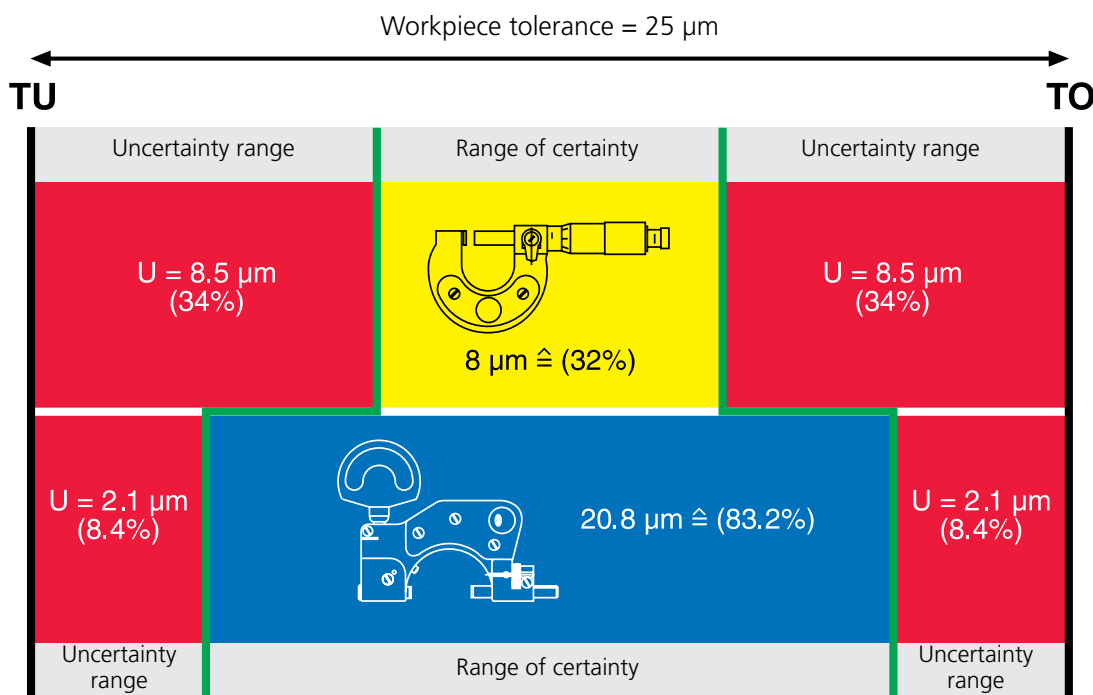 Workpiece tolerance = 25 µm
TU
TO
Uncertainty range
Range of certainty
Uncertainty range
U = 8.5 µm
(34%)
8 µm ≙ (32%)
U = 8.5 µm
(34%)
U = 2.1 µm
(8.4%)
20.8 µm ≙ (83.2%)
U = 2.1 µm
(8.4%)
Uncertainty
range
Range of certainty
Uncertainty
range